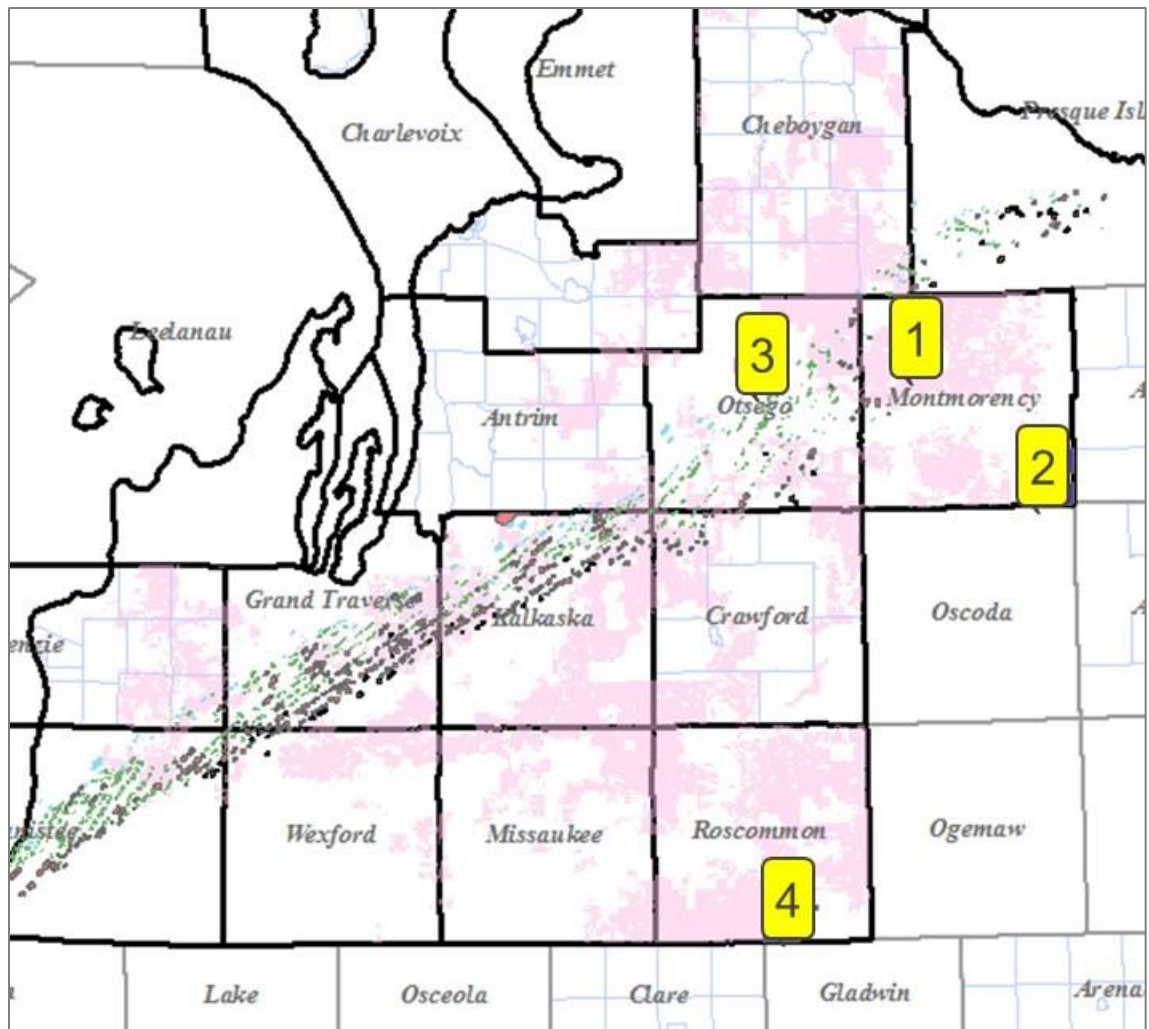 Emmet
Presque Isl
Cheboygan
Charlevoix
Leelanau
1
3
Montmorency
Otsego
Antrim
2
Grand Traverse
Kalkaska
Crawford
Oscoda
enzie
Wexford
Missaukee
Roscommon
Ogemaw
4
Lake
Osceola
Clare
Gladwin
Arena